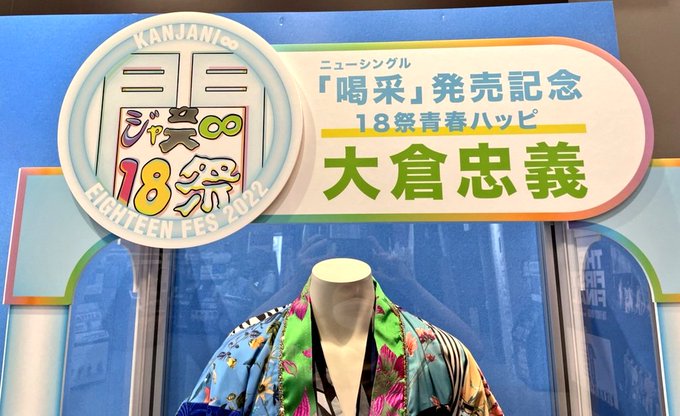 KANJANI∞
ジャニ∞
18祭
EIGHTEEN FES 2022
ニューシングル
「喝采」発売記念
18祭青春ハッピ
大倉忠義